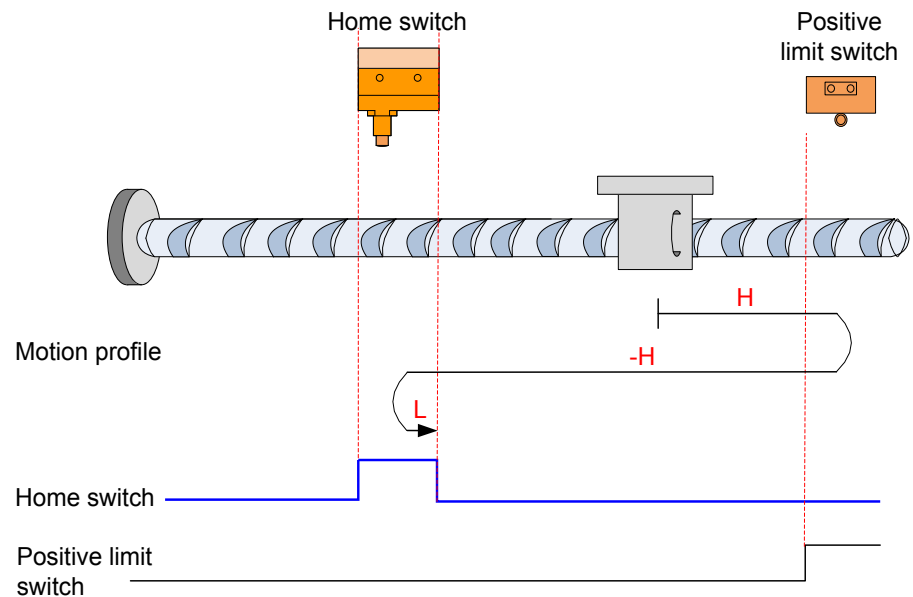 Home switch
Positive
limit switch
H
Motion profile
-H
L
Home switch
Positive limit
switch